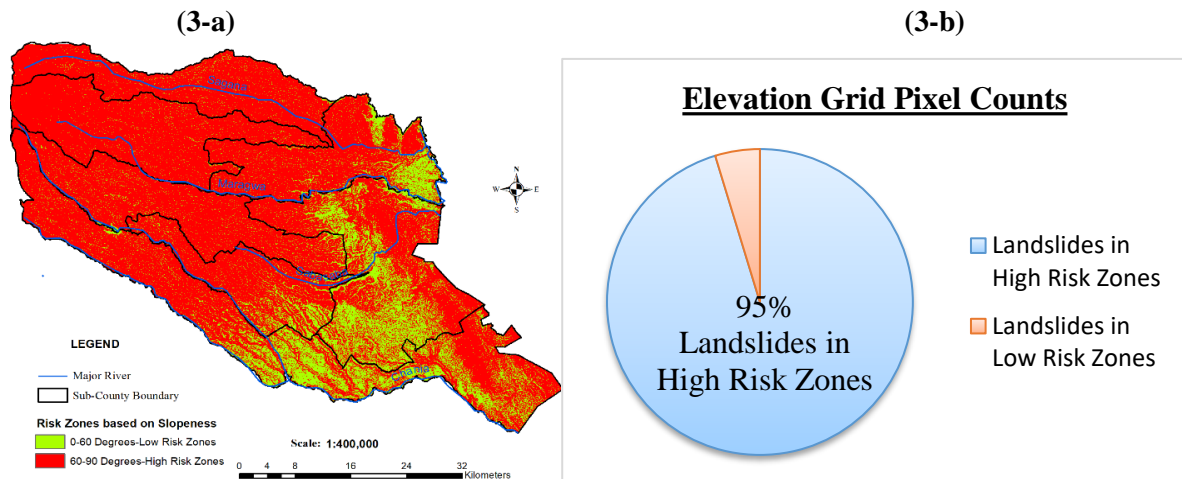 (3-a)
(3-b)
N
W E
S
LEGEND
Major River
Sub-County Boundary
Risk Zones based on Slopeness
0-60 Degrees-Low Risk Zones
60-90 Degrees-High Risk Zones
Scale: 1:400,000
0 4 8 16 24 32
Kilometers
Elevation Grid Pixel Counts
95%
Landslides in
High Risk Zones
Landslides in
High Risk Zones
Landslides in
Low Risk Zones